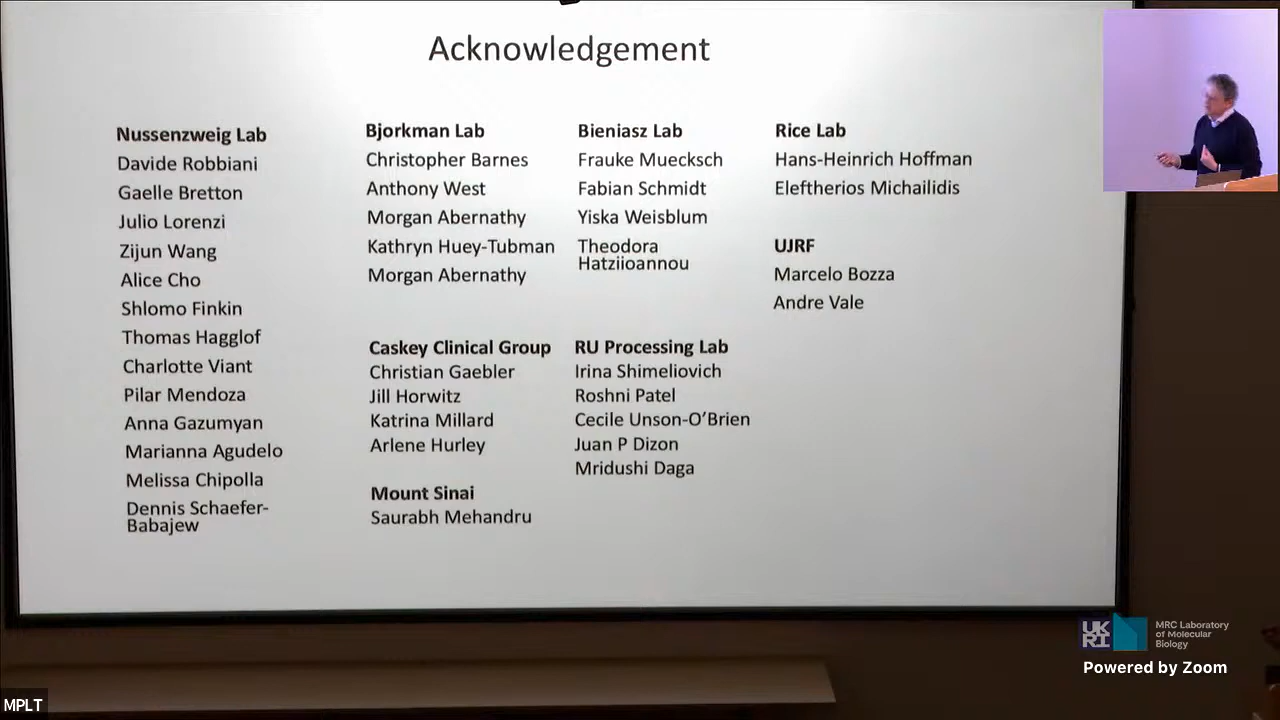 Acknowledgement
Nussenzweig Lab
Davide Robbiani
Gaelle Bretton
Julio Lorenzi
Zijun Wang
Alice Cho
Shlomo Finkin
Thomas Hagglof
Charlotte Viant
Pilar Mendoza
Anna Gazumyan
Marianna Agudelo
Melissa Chipolla
Dennis Schaefer-
Babajew
Bjorkman Lab
Christopher Barnes
Anthony West
Morgan Abernathy
Kathryn Huey-Tubman
Morgan Abernathy
Caskey Clinical Group
Christian Gaebler
Jill Horwitz
Katrina Millard
Arlene Hurley
Mount Sinai
Saurabh Mehandru
Bieniasz Lab
Frauke Muecksch
Fabian Schmidt
Yiska Weisblum
Theodora
Hatziioannou
RU Processing Lab
Irina Shimeliovich
Roshni Patel
Cecile Unson-O'Brien
Juan P Dizon
Mridushi Daga
Rice Lab
Hans-Heinrich Hoffman
Eleftherios Michailidis
UJRF
Marcelo Bozza
Andre Vale
UK
RI
MRC Laboratory
of Molecular
Biology
Powered by Zoom
MPLT